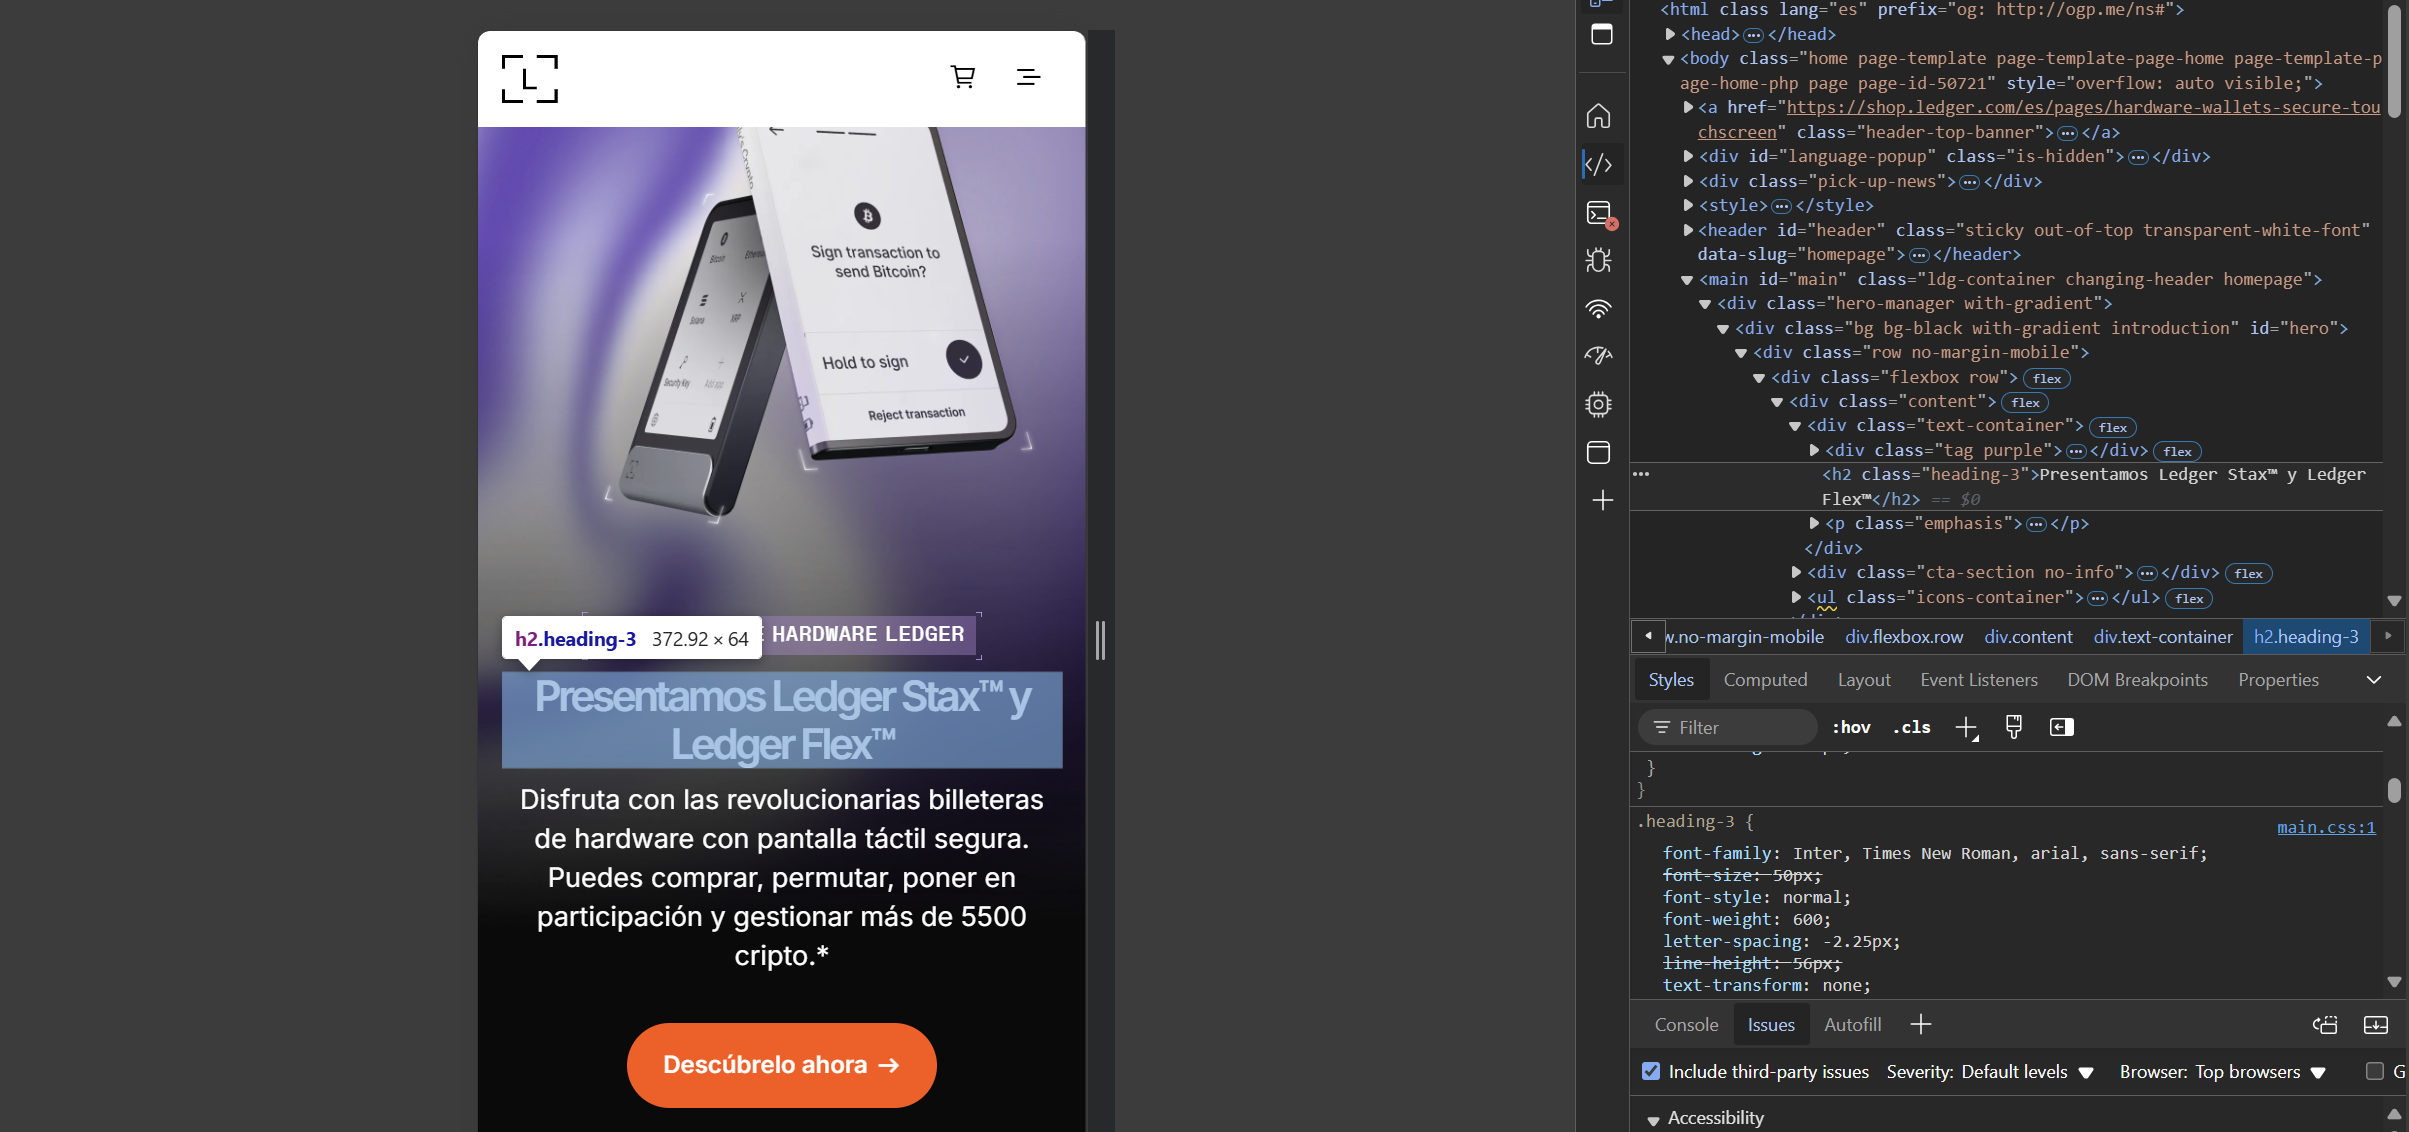 L
Sign transaction to
send Bitcoin?
Hold to sign
Reject transaction
Bitcoin
Solana
XRP
Security Key
Add app
h2.heading-3 372.92 × 64
HARDWARE LEDGER
Presentamos Ledger Stax™ y
Ledger Flex™
Disfruta con las revolucionarias billeteras
de hardware con pantalla táctil segura.
Puedes comprar, permutar, poner en
participación y gestionar más de 5500
cripto.*
Descúbrelo ahora →
<html class lang="es" prefix="og: http://ogp.me/ns#">
<head>⋯</head>
<body class="home page-template page-template-page-home page-template-p
age-home-php page page-id-50721" style="overflow: auto visible;">
<a href="https://shop.ledger.com/es/pages/hardware-wallets-secure-tou
chscreen" class="header-top-banner">⋯</a>
<div id="language-popup" class="is-hidden">⋯</div>
<div class="pick-up-news">⋯</div>
<style>⋯</style>
<header id="header" class="sticky out-of-top transparent-white-font"
data-slug="homepage">⋯</header>
<main id="main" class="ldg-container changing-header homepage">
<div class="hero-manager with-gradient">
<div class="bg bg-black with-gradient introduction" id="hero">
<div class="row no-margin-mobile">
<div class="flexbox row"> flex
<div class="content"> flex
<div class="text-container"> flex
<div class="tag purple">⋯</div> flex
<h2 class="heading-3">Presentamos Ledger Stax™ y Ledger
Flex™</h2> == $0
<p class="emphasis">⋯</p>
</div>
<div class="cta-section no-info">⋯</div> flex
<ul class="icons-container">⋯</ul> flex
w.no-margin-mobile div.flexbox.row div.content div.text-container h2.heading-3
Styles Computed Layout Event Listeners DOM Breakpoints Properties
Filter :hov .cls
}
}
.heading-3 { main.css:1
font-family: Inter, Times New Roman, arial, sans-serif;
font-size: 50px;
font-style: normal;
font-weight: 600;
letter-spacing: -2.25px;
line-height: 56px;
text-transform: none;
Console Issues Autofill
Include third-party issues Severity: Default levels Browser: Top browsers G
Accessibility